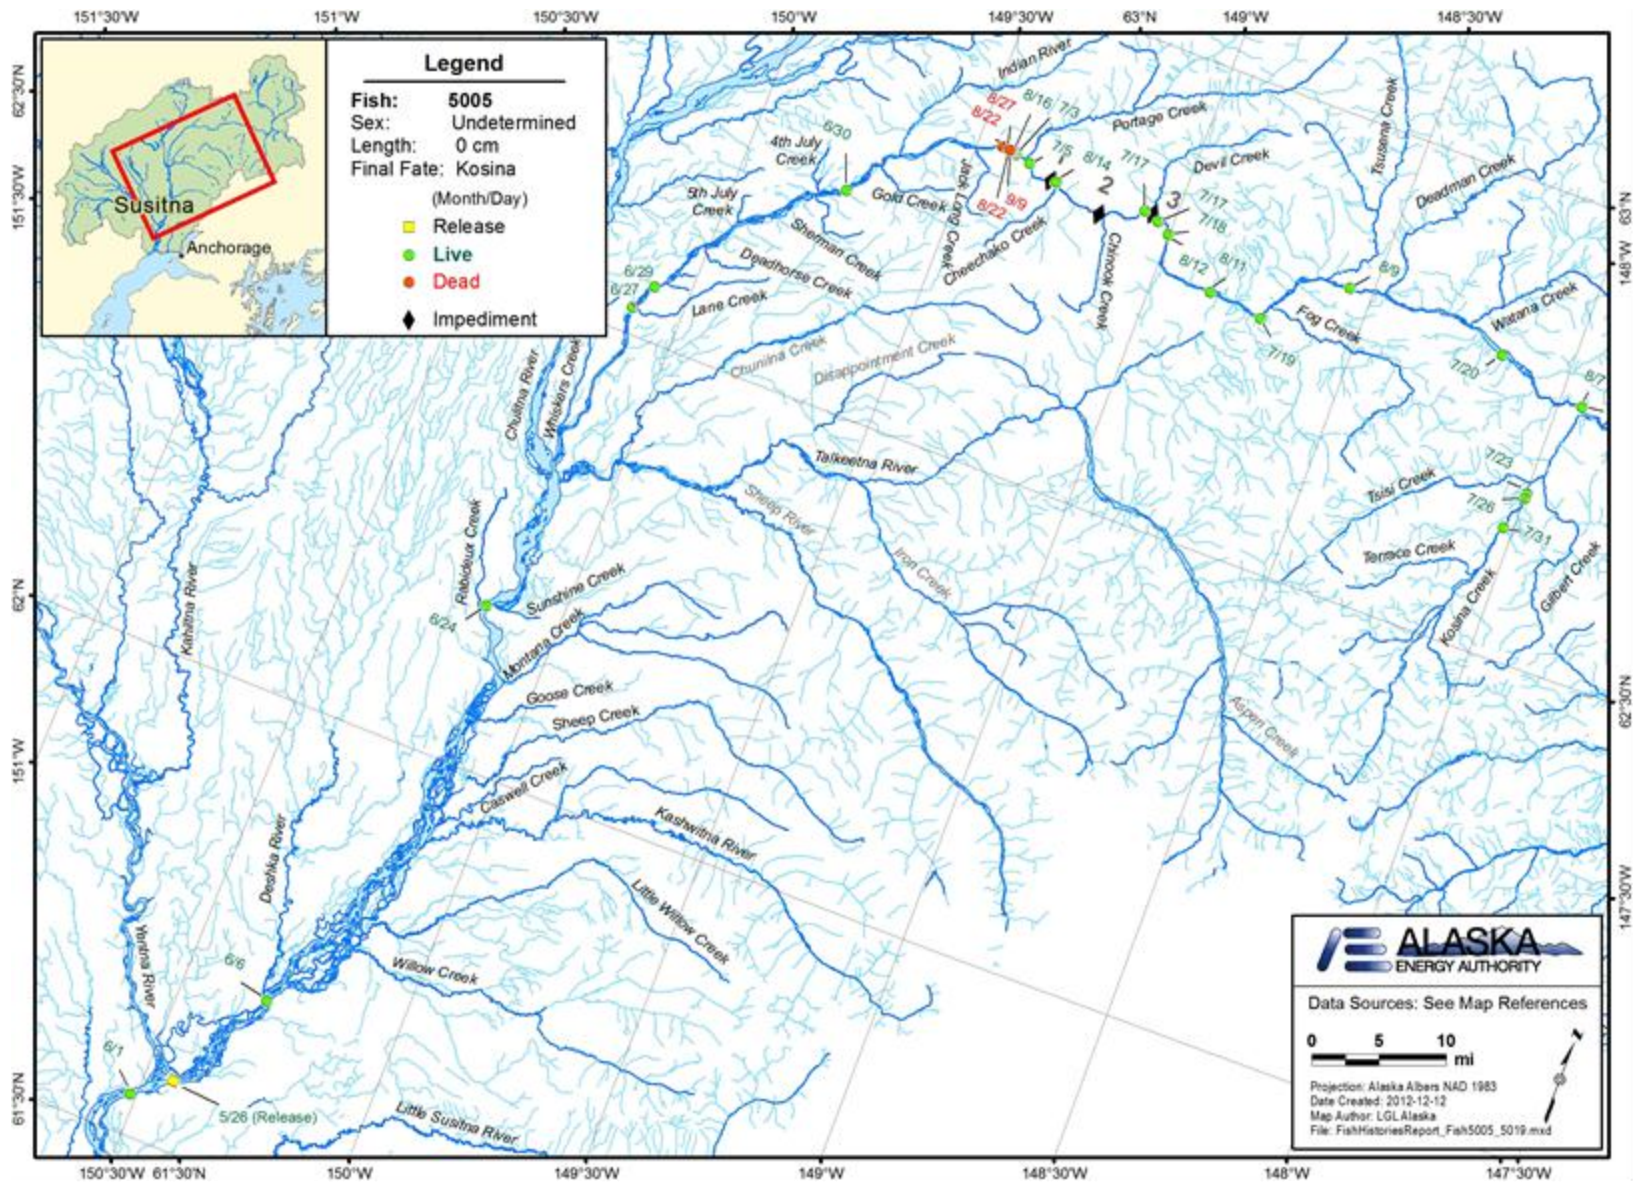 151°30'W
151°W
150°30'W
150°W
149°30'W
63°N
149°W
148°30'W
62°30'N
151°30'W
62°N
151°W
61°30'N
63°N
148°W
62°30'N
147°30'W
150°30'W
61°30'N
150°W
149°30'W
149°W
148°30'W
148°W
147°30'W
Susitna
Anchorage
Legend
Fish: 5005
Sex: Undetermined
Length: 0 cm
Final Fate: Kosina
(Month/Day)
Release
Live
Dead
Impediment
Indian River
8/27
8/22
8/16
7/3
Portage Creek
Tsusena Creek
6/30
4th July
Creek
7/5
8/14
7/17
Devil Creek
Deadman Creek
5th July
Creek
Gold Creek
Jack Long Creek
8/22
9/9
Cheechako Creek
2
3
7/17
7/18
Sherman Creek
Deadhorse Creek
Chinook Creek
8/12
8/11
8/9
6/29
6/27
Lane Creek
Fog Creek
Watana Creek
7/19
7/20
8/7
Chulitna River
Whiskers Creek
Chunilna Creek
Disappointment Creek
Talkeetna River
Sheep River
Iron Creek
7/23
Tsisi Creek
7/26
7/31
Terrace Creek
Kosina Creek
Gilbert Creek
Rabideux Creek
Sunshine Creek
6/24
Montana Creek
Kahiltna River
Goose Creek
Sheep Creek
Aspen Creek
Caswell Creek
Kashwitna River
Deshka River
Little Willow Creek
Willow Creek
Yentna River
6/6
6/1
5/26 (Release)
Little Susitna River
ALASKA
ENERGY AUTHORITY
Data Sources: See Map References
0 5 10
mi
N
Projection: Alaska Albers NAD 1983
Date Created: 2012-12-12
Map Author: LGL Alaska
File: FishHistoriesReport_Fish5005_5019.mxd